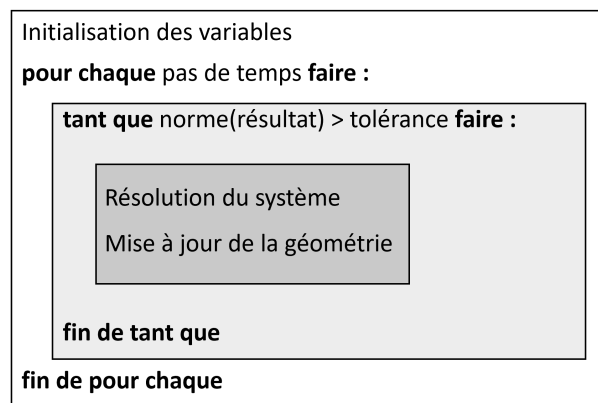 Initialisation des variables
pour chaque pas de temps faire :
tant que norme(résultat) > tolérance faire :
Résolution du système
Mise à jour de la géométrie
fin de tant que
fin de pour chaque